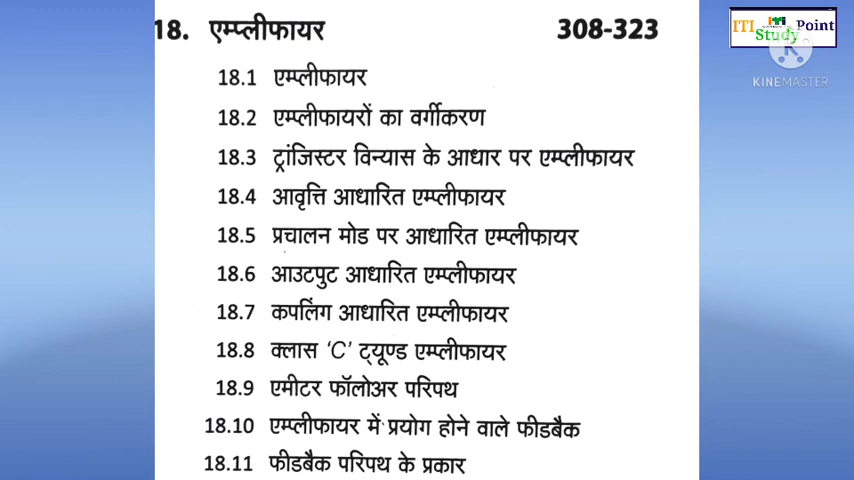 18. एम्प्लीफायर 308-323
ITI Point
Study
K
KINEMASTER
18.1 एम्प्लीफायर
18.2 एम्प्लीफायरों का वर्गीकरण
18.3 ट्रांजिस्टर विन्यास के आधार पर एम्प्लीफायर
18.4 आवृत्ति आधारित एम्प्लीफायर
18.5 प्रचालन मोड पर आधारित एम्प्लीफायर
18.6 आउटपुट आधारित एम्प्लीफायर
18.7 कपलिंग आधारित एम्प्लीफायर
18.8 क्लास ‘C’ ट्यूण्ड एम्प्लीफायर
18.9 एमीटर फॉलोअर परिपथ
18.10 एम्प्लीफायर में प्रयोग होने वाले फीडबैक
18.11 फीडबैक परिपथ के प्रकार